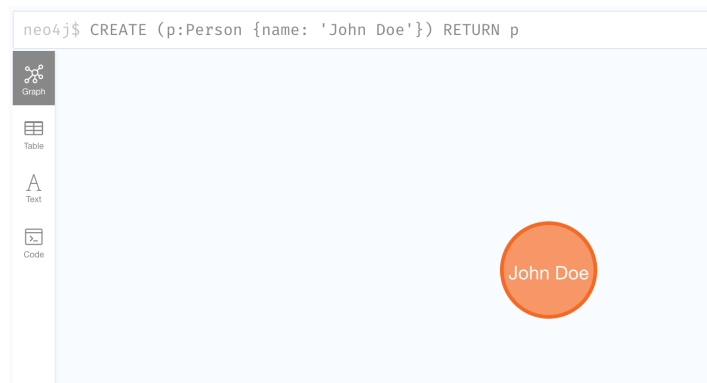 neo4j$ CREATE (p:Person {name: 'John Doe'}) RETURN p
Graph
Table
A
Text
Code
John Doe